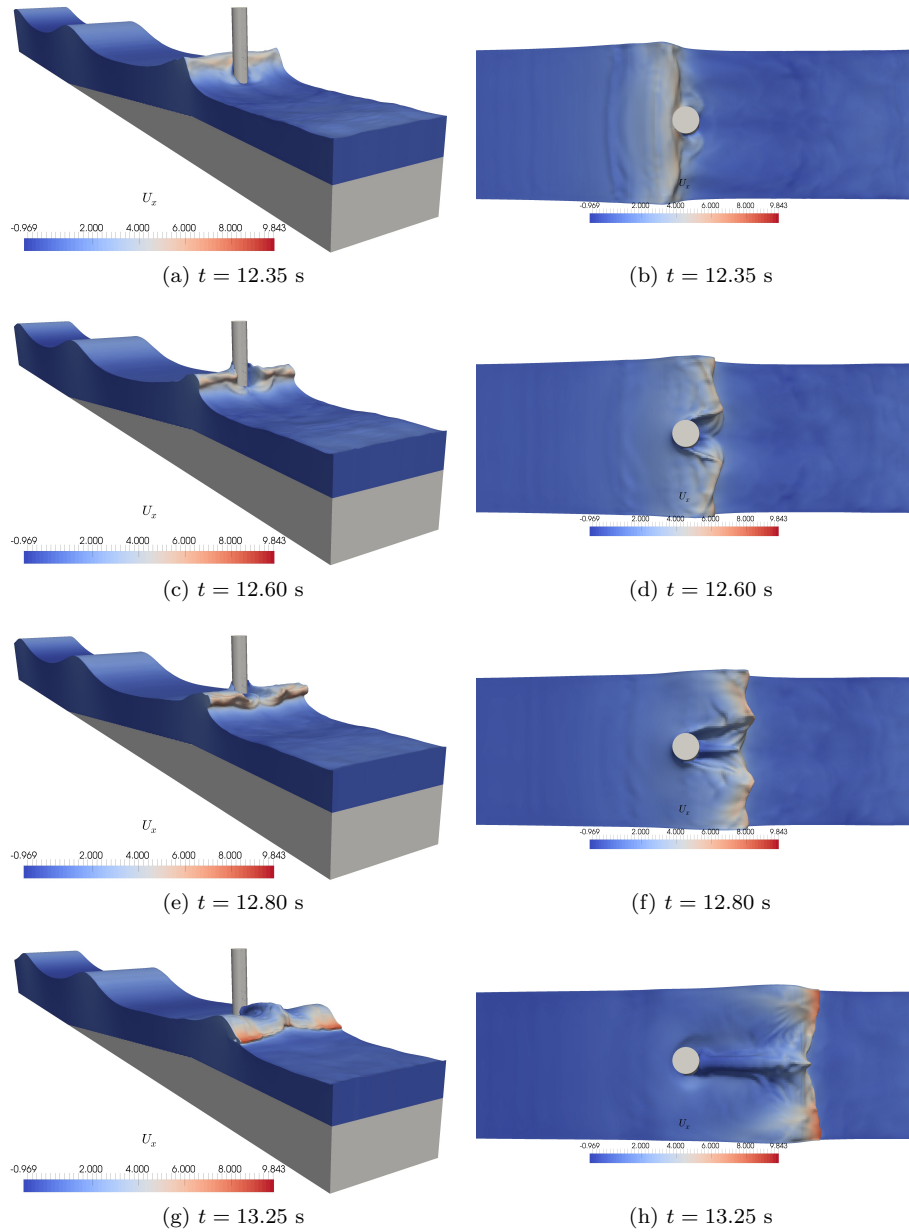 U_x
-0.969 2.000 4.000 6.000 8.000 9.843
(a) t = 12.35 s
U_x
-0.969 2.000 4.000 6.000 8.000 9.843
(b) t = 12.35 s
U_x
-0.969 2.000 4.000 6.000 8.000 9.843
(c) t = 12.60 s
U_x
-0.969 2.000 4.000 6.000 8.000 9.843
(d) t = 12.60 s
U_x
-0.969 2.000 4.000 6.000 8.000 9.843
(e) t = 12.80 s
U_x
-0.969 2.000 4.000 6.000 8.000 9.843
(f) t = 12.80 s
U_x
-0.969 2.000 4.000 6.000 8.000 9.843
(g) t = 13.25 s
U_x
-0.969 2.000 4.000 6.000 8.000 9.843
(h) t = 13.25 s